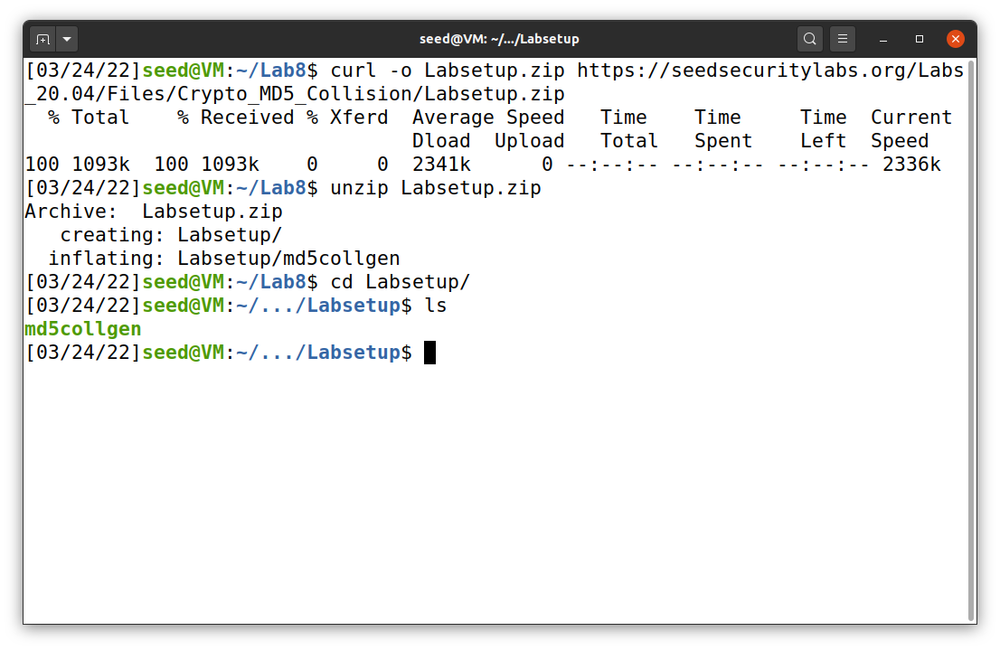 seed@VM: ~/.../Labsetup
[03/24/22]seed@VM:~/Lab8$ curl -o Labsetup.zip https://seedsecuritylabs.org/Labs
_20.04/Files/Crypto_MD5_Collision/Labsetup.zip
  % Total    % Received % Xferd  Average Speed   Time    Time     Time  Current
                                 Dload  Upload   Total   Spent    Left  Speed
100 1093k  100 1093k    0     0  2341k      0 --:--:-- --:--:-- --:--:-- 2336k
[03/24/22]seed@VM:~/Lab8$ unzip Labsetup.zip
Archive:  Labsetup.zip
   creating: Labsetup/
  inflating: Labsetup/md5collgen
[03/24/22]seed@VM:~/Lab8$ cd Labsetup/
[03/24/22]seed@VM:~/.../Labsetup$ ls
md5collgen
[03/24/22]seed@VM:~/.../Labsetup$